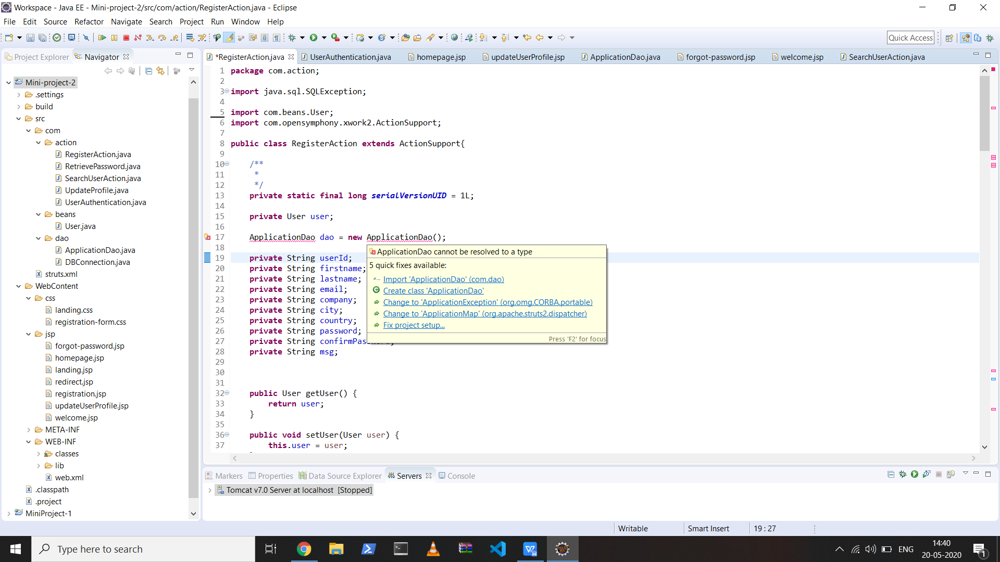 Workspace - Java EE - Mini-project-2/src/com/action/RegisterAction.java - Eclipse
File Edit Source Refactor Navigate Search Project Run Window Help
Quick Access
Project Explorer Navigator
*RegisterAction.java UserAuthentication.java homepage.jsp updateUserProfile.jsp ApplicationDao.java forgot-password.jsp welcome.jsp SearchUserAction.java
Mini-project-2
.settings
build
src
com
action
RegisterAction.java
RetrievePassword.java
SearchUserAction.java
UpdateProfile.java
UserAuthentication.java
beans
User.java
dao
ApplicationDao.java
DBConnection.java
struts.xml
WebContent
css
landing.css
registration-form.css
jsp
forgot-password.jsp
homepage.jsp
landing.jsp
redirect.jsp
registration.jsp
updateUserProfile.jsp
welcome.jsp
META-INF
WEB-INF
classes
lib
web.xml
.classpath
.project
MiniProject-1
1 package com.action;
2
3 import java.sql.SQLException;
4
5 import com.beans.User;
6 import com.opensymphony.xwork2.ActionSupport;
7
8 public class RegisterAction extends ActionSupport{
9
10 /**
11 *
12 */
13 private static final long serialVersionUID = 1L;
14
15 private User user;
16
17 ApplicationDao dao = new ApplicationDao();
18
19 private String userId;
20 private String firstname;
21 private String lastname;
22 private String email;
23 private String company;
24 private String city;
25 private String country;
26 private String password;
27 private String
28 private String msg;
29
30
31
32 public User getUser() {
33 return user;
34 }
35
36 public void setUser(User user) {
37 this.user = user;
ApplicationDao cannot be resolved to a type
5 quick fixes available:
Import 'ApplicationDao' (com.dao)
Create class 'ApplicationDao'
Change to 'ApplicationException' (org.omg.CORBA.portable)
Change to 'ApplicationMap' (org.apache.struts2.dispatcher)
Fix project setup...
Press 'F2' for focus
Markers Properties Data Source Explorer Servers Console
Tomcat v7.0 Server at localhost [Stopped]
Writable Smart Insert 19 : 27
Type here to search
ENG
14:40
20-05-2020
1